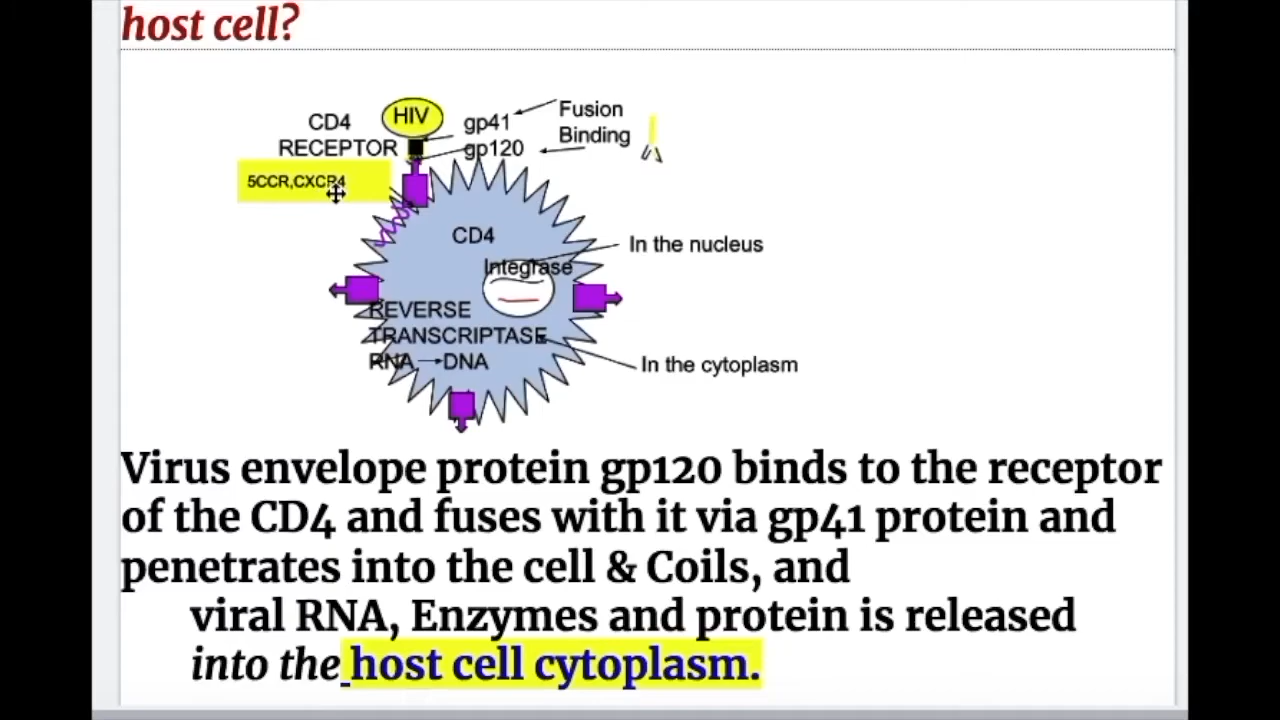 host cell?
HIV
CD4
RECEPTOR
gp41
gp120
Fusion
Binding
5CCR,CXCR4
CD4
In the nucleus
Integrase
REVERSE
TRANSCRIPTASE
RNA→DNA
In the cytoplasm
Virus envelope protein gp120 binds to the receptor
of the CD4 and fuses with it via gp41 protein and
penetrates into the cell & Coils, and
viral RNA, Enzymes and protein is released
into the host cell cytoplasm.